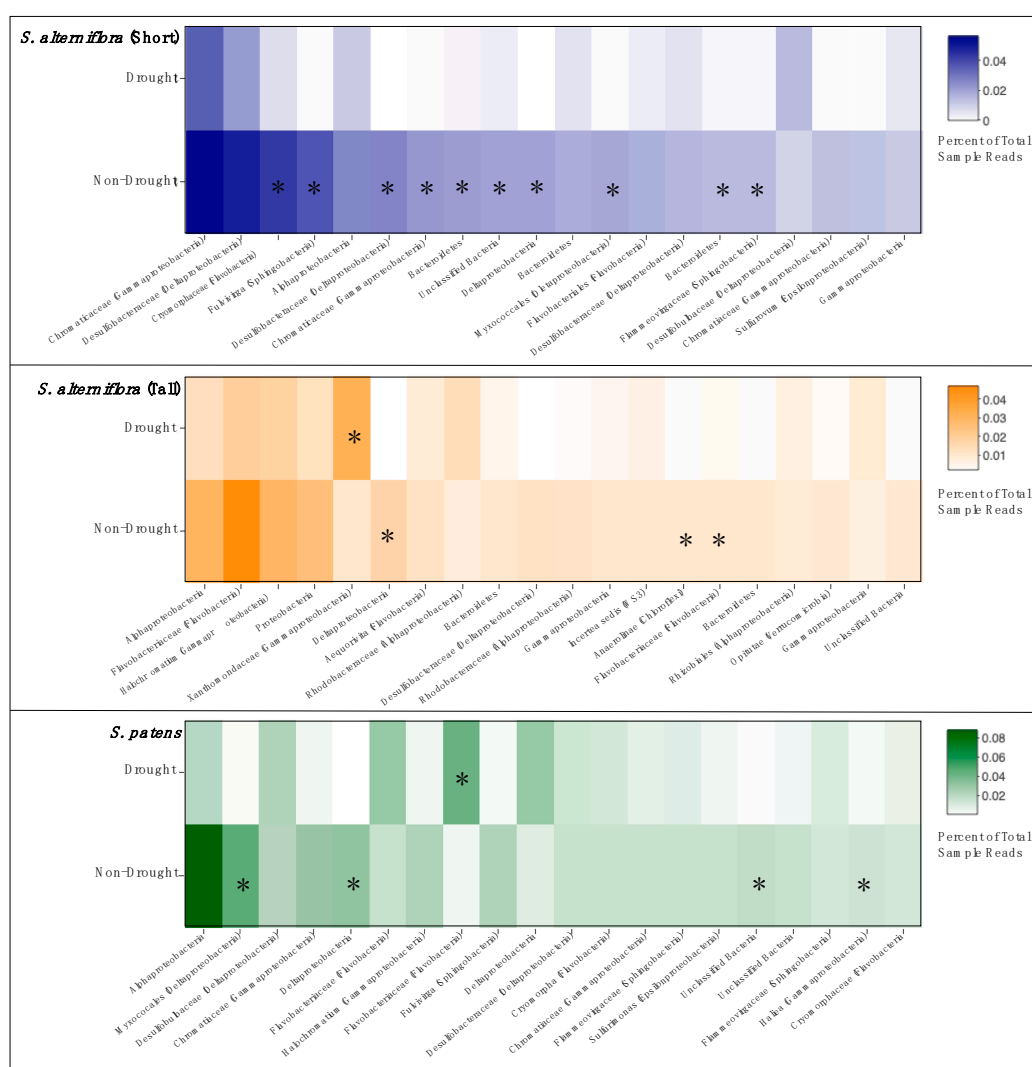 S. alterniflora (Short)
Drought
Non-Drought
0.04
0.02
0
Percent of Total
Sample Reads
* * * * * * * * * *
Chromatiaceae (Gammaproteobacteria)
Desulfobacteraceae (Deltaproteobacteria)
Cryomorphaceae (Flavobacteria)
Fulvivirga (Sphingobacteria)
Alphaproteobacteria
Desulfobacteraceae (Deltaproteobacteria)
Chromatiaceae (Gammaproteobacteria)
Bacteroidetes
Unclassified Bacteria
Deltaproteobacteria
Bacteroidetes
Myxococcales (Deltaproteobacteria)
Flavobacteriales (Flavobacteria)
Desulfobacteraceae (Deltaproteobacteria)
Bacteroidetes
Flammeovirgaceae (Sphingobacteria)
Desulfobulbaceae (Deltaproteobacteria)
Chromatiaceae (Gammaproteobacteria)
Sulfurovum (Epsilonproteobacteria)
Gammaproteobacteria
S. alterniflora (Tall)
Drought
*
Non-Drought
* * *
0.04
0.03
0.02
0.01
Percent of Total
Sample Reads
Alphaproteobacteria
Flavobacteriaceae (Flavobacteria)
Halochromatium (Gammapr oteobacteria)
Proteobacteria
Xanthomondaceae (Gammaproteobacteria)
Deltaproteobacteria
Aequorivita (Flavobacteria)
Rhodobacteraceae (Alphaproteobacteria)
Bacteroidetes
Desulfobacteraceae (Deltaproteobacteria)
Rhodobacteraceae (Alphaproteobacteria)
Gammaproteobacteria
Incertea sedis (WS3)
Anaerolinae (Chloroflexi)
Flavobacteriaceae (Flavobacteria)
Bacteroidetes
Rhizobiales (Alphaproteobacteria)
Opitutae (Verrucomicrobia)
Gammaproteobacteria
Unclassified Bacteria
S. patens
Drought
*
Non-Drought
* * * *
0.08
0.06
0.04
0.02
Percent of Total
Sample Reads
Alphaproteobacteria
Myxococcales (Deltaproteobacteria)
Desulfobulbaceae (Deltaproteobacteria)
Chromatiaceae (Gammaproteobacteria)
Deltaproteobacteria
Flavobacteriaceae (Flavobacteria)
Halochromatium (Gammaproteobacteria)
Flavobacteriaceae (Flavobacteria)
Fulvivirga (Sphingobacteria)
Deltaproteobacteria
Desulfobacteraceae (Deltaproteobacteria)
Cryomorpha (Flavobacteria)
Chromatiaceae (Gammaproteobacteria)
Flammeovirgaceae (Sphingobacteria)
Sulfurimonas (Epsilonproteobacteria)
Unclassified Bacteria
Unclassified Bacteria
Flammeovirgaceae (Sphingobacteria)
Haliea (Gammaproteobacteria)
Cryomorphaceae (Flavobacteria)